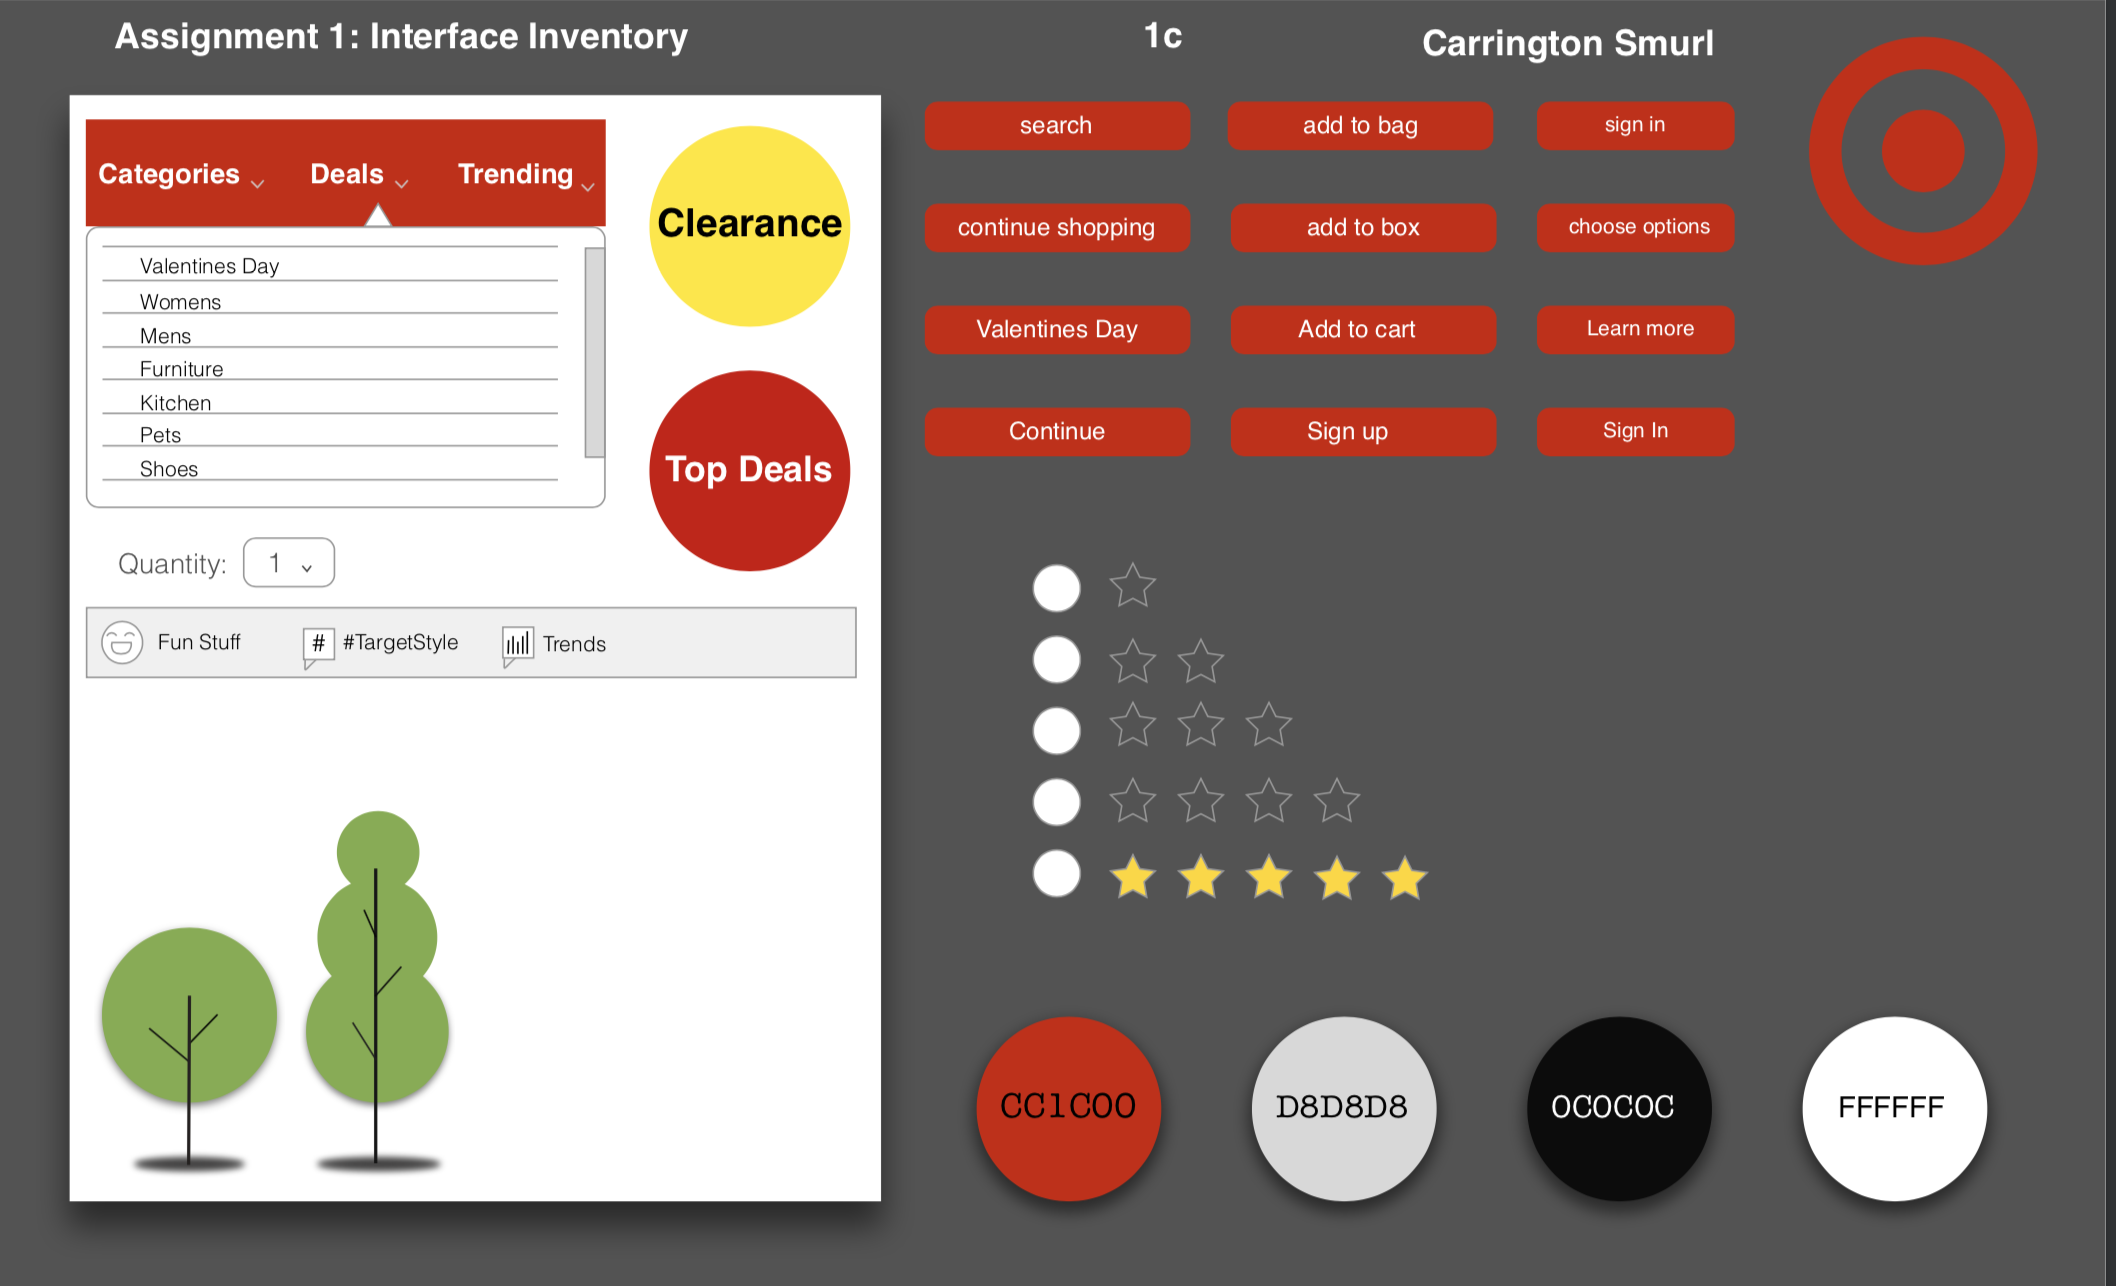 Assignment 1: Interface Inventory
1c
Carrington Smurl
Categories
Deals
Trending
Valentines Day
Womens
Mens
Furniture
Kitchen
Pets
Shoes
Clearance
Top Deals
Quantity:
1
Fun Stuff
#
#TargetStyle
Trends
search
add to bag
sign in
continue shopping
add to box
choose options
Valentines Day
Add to cart
Learn more
Continue
Sign up
Sign In
CC1C00
D8D8D8
0C0C0C
FFFFFF